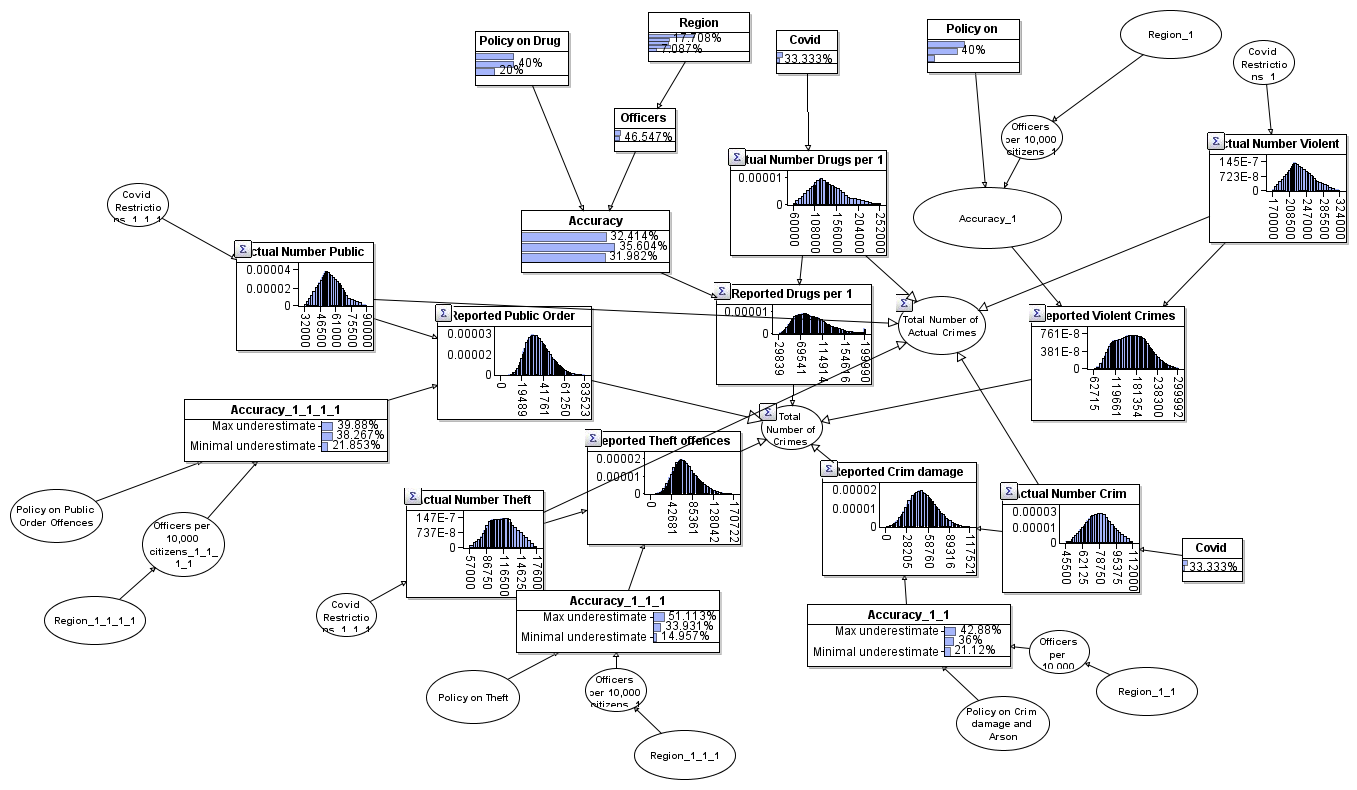 Policy on Drug
40%
20%
Region
17.708%
7.087%
Covid
33.333%
Policy on
40%
Region_1
Covid
Restrictio
ns_1
Officers
46.547%
Officers
per 10,000
citizens_1
Σ
ctual Number Violent
145E-7
723E-8
0
170000
208500
247000
285500
324000
Σ
tual Number Drugs per 1
0.00001
0
60000
108000
156000
204000
252000
Covid
Restrictio
ns_1_1_1
Accuracy
32.414%
35.604%
31.982%
Accuracy_1
Σ
ctual Number Public
0.00004
0.00002
0
32000
46500
61000
75500
90000
Σ
Reported Drugs per 1
0.00001
0
29839
69541
114914
154616
199990
Σ
Total Number of
Actual Crimes
Σ
eported Violent Crimes
761E-8
381E-8
0
62715
119661
181354
238300
299992
Σ
Reported Public Order
0.00003
0.00002
0
0
19489
41761
61250
83523
Accuracy_1_1_1_1
Max underestimate
39.88%
38.267%
Minimal underestimate
21.853%
Σ
Total
Number of
Crimes
Σ
eported Theft offences
0.00002
0.00001
0
0
42681
85361
128042
170722
Σ
Reported Crim damage
0.00002
0.00001
0
0
28205
58760
89316
117521
Σ
ctual Number Crim
0.00003
0.00001
0
45500
62125
78750
95375
112000
Σ
ctual Number Theft
147E-7
737E-8
0
57000
86750
116500
14625
17600
Policy on Public
Order Offences
Officers per
10,000
citizens_1_1_
1_1
Covid
33.333%
Region_1_1_1_1
Covid
Restrictio
ns_1_1_1
Accuracy_1_1_1
Max underestimate
51.113%
33.931%
Minimal underestimate
14.957%
Accuracy_1_1
Max underestimate
42.88%
36%
Minimal underestimate
21.12%
Officers
per
10,000
Policy on Theft
Officers
per 10,000
citizens_1
Region_1_1
Policy on Crim
damage and
Arson
Region_1_1_1